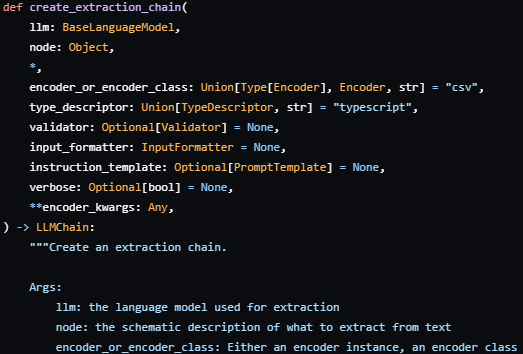 def create_extraction_chain(
    llm: BaseLanguageModel,
    node: Object,
    *,
    encoder_or_encoder_class: Union[Type[Encoder], Encoder, str] = "csv",
    type_descriptor: Union[TypeDescriptor, str] = "typescript",
    validator: Optional[Validator] = None,
    input_formatter: InputFormatter = None,
    instruction_template: Optional[PromptTemplate] = None,
    verbose: Optional[bool] = None,
    **encoder_kwargs: Any,
) -> LLMChain:
    """Create an extraction chain.

    Args:
        llm: the language model used for extraction
        node: the schematic description of what to extract from text
        encoder_or_encoder_class: Either an encoder instance, an encoder class